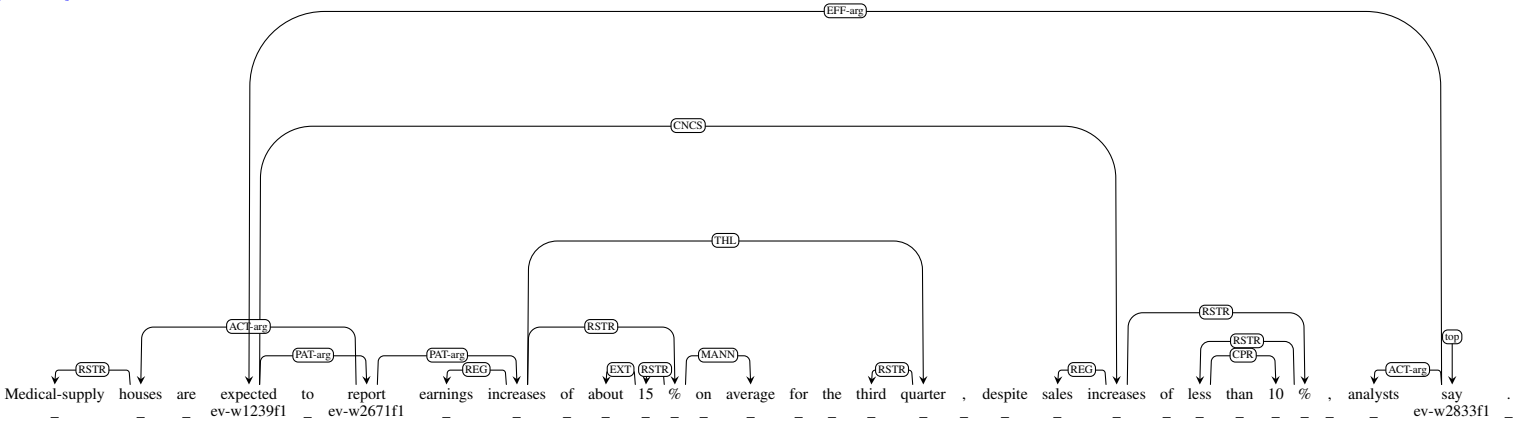 EFF-arg
CNCS
THL
RSTR
ACT-arg RSTR top
PAT-arg PAT-arg MANN CPR
RSTR REG EXT RSTR RSTR REG ACT-arg
Medical-supply houses are expected to report earnings increases of about 15 % on average for the third quarter , despite sales increases of less than 10 % , analysts say .
_ _ _ ev-w1239f1 _ ev-w2671f1 _ _ _ _ _ _ _ _ _ _ _ _ _ _ _ _ _ _ _ _ _ _ _ ev-w2833f1 _